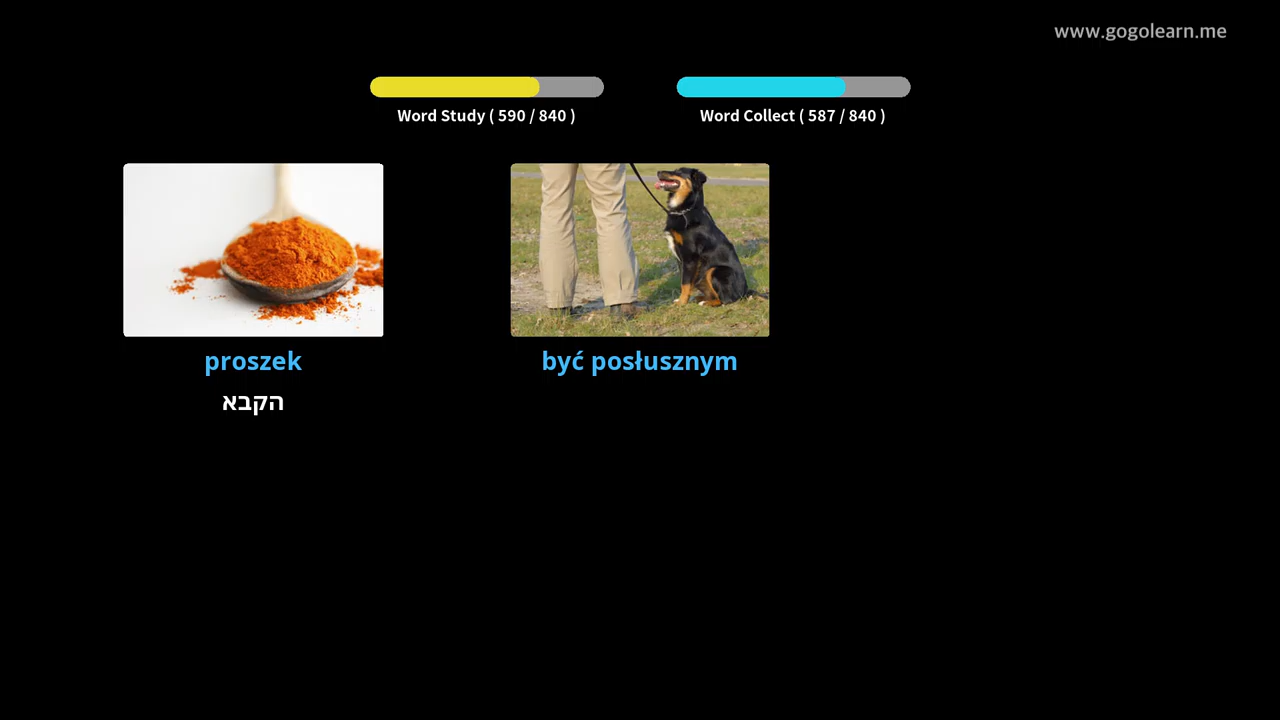 www.gogolearn.me
Word Study ( 590 / 840 )
Word Collect ( 587 / 840 )
proszek
być posłusznym
הקבא